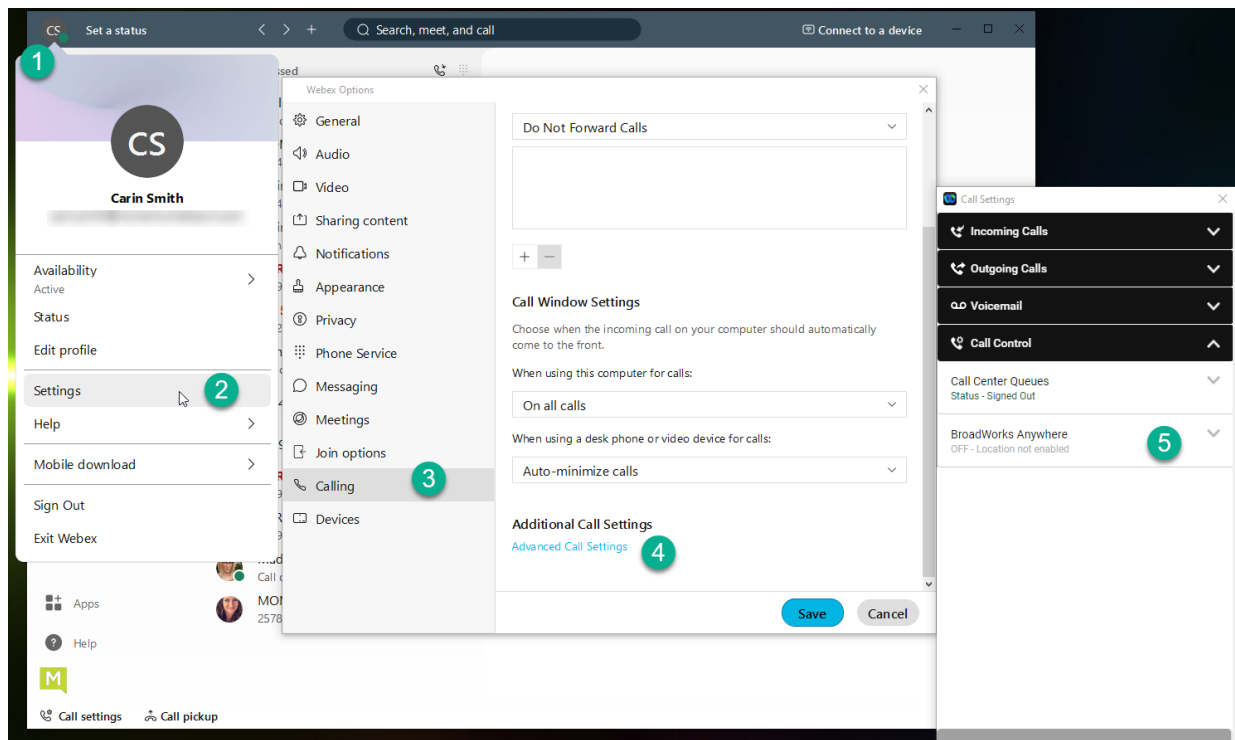 CS
Set a status
Search, meet, and call
Connect to a device
1
CS
Carin Smith
Availability
Active
Status
Edit profile
Settings
2
Help
Mobile download
Sign Out
Exit Webex
Apps
Help
M
Call settings
Call pickup
ssed
Call
MOI
2578
Webex Options
General
Audio
Video
Sharing content
Notifications
Appearance
Privacy
Phone Service
Messaging
Meetings
Join options
Calling
3
Devices
Do Not Forward Calls
+ −
Call Window Settings
Choose when the incoming call on your computer should automatically
come to the front.
When using this computer for calls:
On all calls
When using a desk phone or video device for calls:
Auto-minimize calls
Additional Call Settings
Advanced Call Settings
4
Save
Cancel
Call Settings
Incoming Calls
Outgoing Calls
Voicemail
Call Control
Call Center Queues
Status - Signed Out
BroadWorks Anywhere
OFF - Location not enabled
5